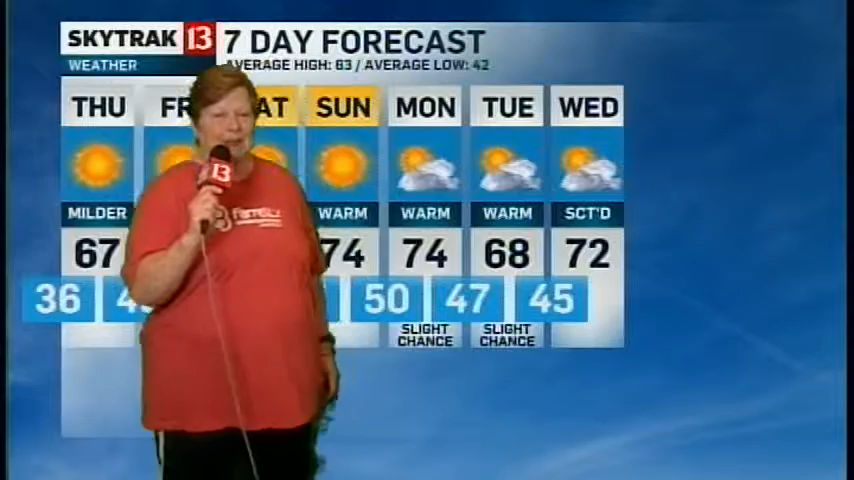 SKYTRAK 13
WEATHER
7 DAY FORECAST
AVERAGE HIGH: 63 / AVERAGE LOW: 42
THU SUN MON TUE WED
MILDER WARM WARM WARM SCT'D
67 74 74 68 72
36 50 47 45
SLIGHT CHANCE
SLIGHT CHANCE
13